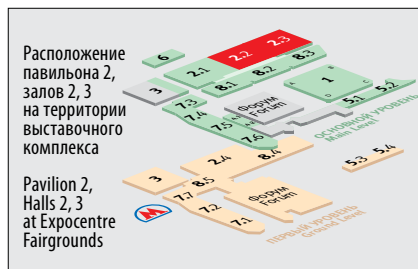 Расположение
павильона 2,
залов 2, 3
на территории
выставочного
комплекса
Pavilion 2,
Halls 2, 3
at Expocentre
Fairgrounds
6
2.1
2.2
2.3
3
8.1
8.2
8.3
7.3
7.4
7.5
7.6
Форум
Forum
1
5.1
5.2
ОСНОВНОЙ УРОВЕНЬ
Main Level
3
2.4
8.4
8.5
7.7
7.2
7.1
Форум
Forum
5.3
5.4
ПЕРВЫЙ УРОВЕНЬ
Ground Level
М